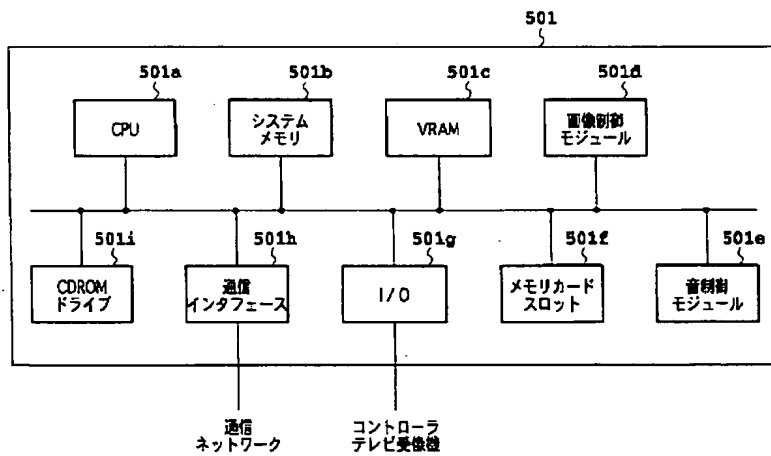 501
501a
501b
501c
501d
CPU
システム
メモリ
VRAM
画像制御
モジュール
501i
501h
501g
501f
501e
CDROM
ドライブ
通信
インタフェース
I/O
メモリカード
スロット
音制御
モジュール
通信
ネットワーク
コントローラ
テレビ受像機